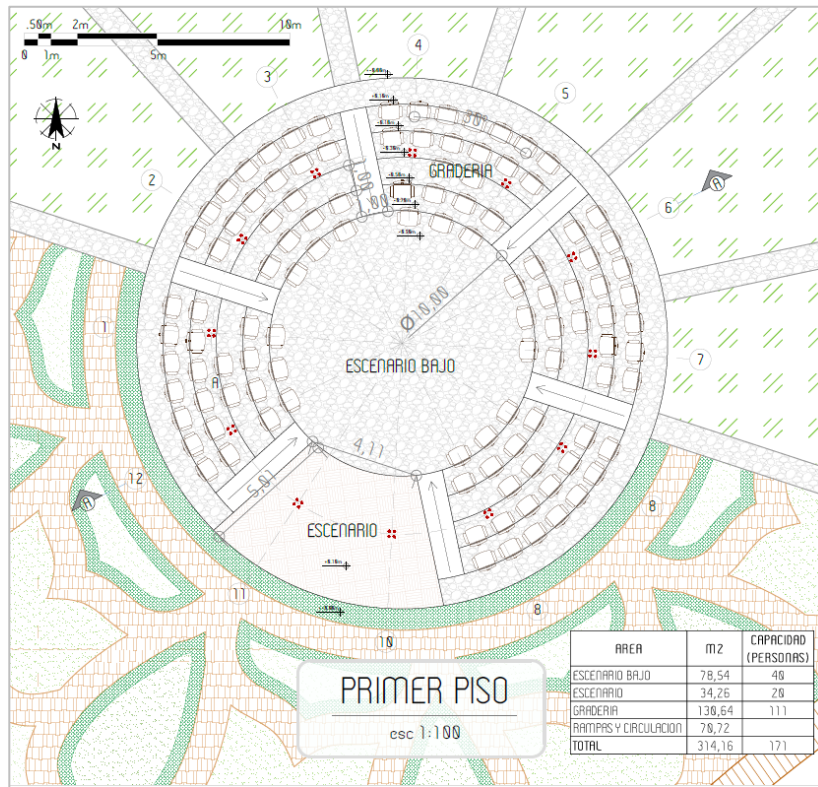 .50m 2m 10m
0 1m 5m
N
4
3
5
2
6
A
1
7
12
A
11
10
8
8
30°
GRADERIA
1.00
1.00
Ø10,00
ESCENARIO BAJO
A
4,11
5,01
ESCENARIO
PRIMER PISO
esc 1:100
AREA M2 CAPACIDAD
(PERSONAS)
ESCENARIO BAJO 78,54 40
ESCENARIO 34,26 20
GRADERIA 130,64 111
RAMPAS Y CIRCULACION 70,72
TOTAL 314,16 171